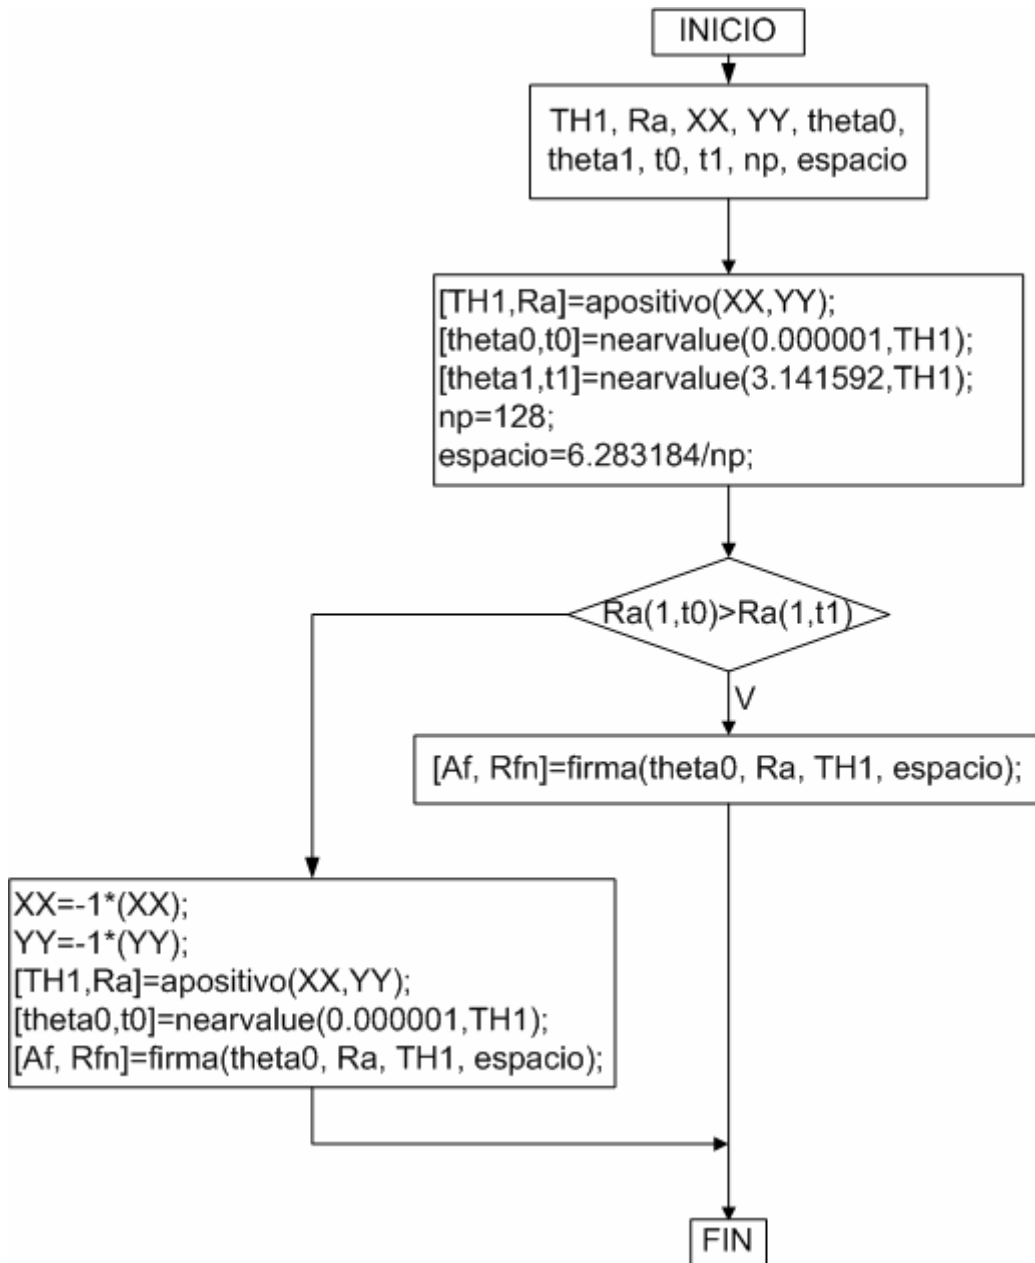 INICIO
TH1, Ra, XX, YY, theta0,
theta1, t0, t1, np, espacio
[TH1,Ra]=apositivo(XX,YY);
[theta0,t0]=nearvalue(0.000001,TH1);
[theta1,t1]=nearvalue(3.141592,TH1);
np=128;
espacio=6.283184/np;
Ra(1,t0)>Ra(1,t1)
V
[Af, Rfn]=firma(theta0, Ra, TH1, espacio);
XX=-1*(XX);
YY=-1*(YY);
[TH1,Ra]=apositivo(XX,YY);
[theta0,t0]=nearvalue(0.000001,TH1);
[Af, Rfn]=firma(theta0, Ra, TH1, espacio);
FIN